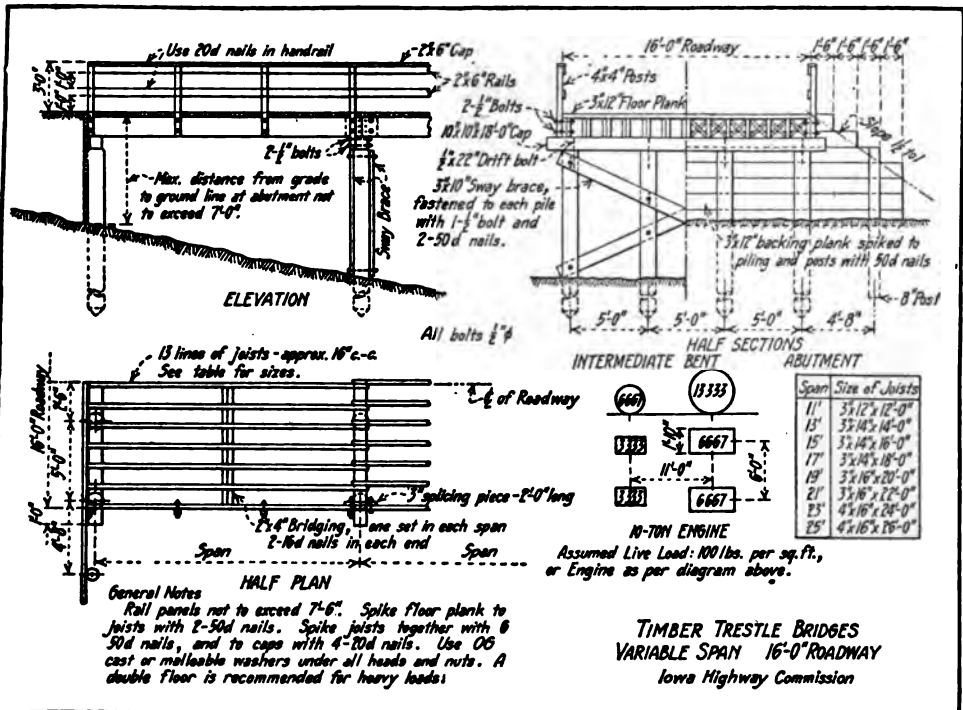 Use 20d nails in handrail
2"x6" Cap
2"x6" Rails
3'-0"
1'-0"
1'-0"
2-½" bolts
Max. distance from grade
to ground line at abutment not
to exceed 7'-0".
Sway Brace
ELEVATION
16'-0" Roadway
1'-6" 1'-6" 1'-6" 1'-6"
4"x4" Posts
3"x12" Floor Plank
2-½" Bolts
10"x10"x18'-0" Cap
½"x22" Drift bolt
3"x10" Sway brace,
fastened to each pile
with 1-½" bolt and
2-50d nails.
Slope 1½ to 1
3"x12" backing plank spiked to
piling and posts with 50d nails
8" Post
5'-0" 5'-0" 5'-0" 4'-8"
All bolts ½"φ
HALF SECTIONS
INTERMEDIATE BENT ABUTMENT
13 lines of joists - approx. 16" c.-c.
See table for sizes.
16'-0" Roadway
2'-6"
5'-0"
1'-0"
℄ of Roadway
3" splicing piece - 2'-0" long
2"x4" Bridging, one set in each span
2-16d nails in each end
Span Span
HALF PLAN
6667 13333
3333 6667
1'-10"
11'-0"
6'-0"
3333 6667
10-TON ENGINE
Assumed Live Load: 100 lbs. per sq. ft.,
or Engine as per diagram above.
Span Size of Joists
11' 3"x12"x12'-0"
13' 3"x14"x14'-0"
15' 3"x14"x16'-0"
17' 3"x14"x18'-0"
19' 3"x16"x20'-0"
21' 3"x16"x22'-0"
23' 4"x16"x24'-0"
25' 4"x16"x26'-0"
General Notes
Rail panels not to exceed 7'-6". Spike floor plank to
joists with 2-50d nails. Spike joists together with 6
50d nails, and to caps with 4-20d nails. Use OG
cast or malleable washers under all heads and nuts. A
double floor is recommended for heavy loads.
TIMBER TRESTLE BRIDGES
VARIABLE SPAN 16'-0" ROADWAY
Iowa Highway Commission